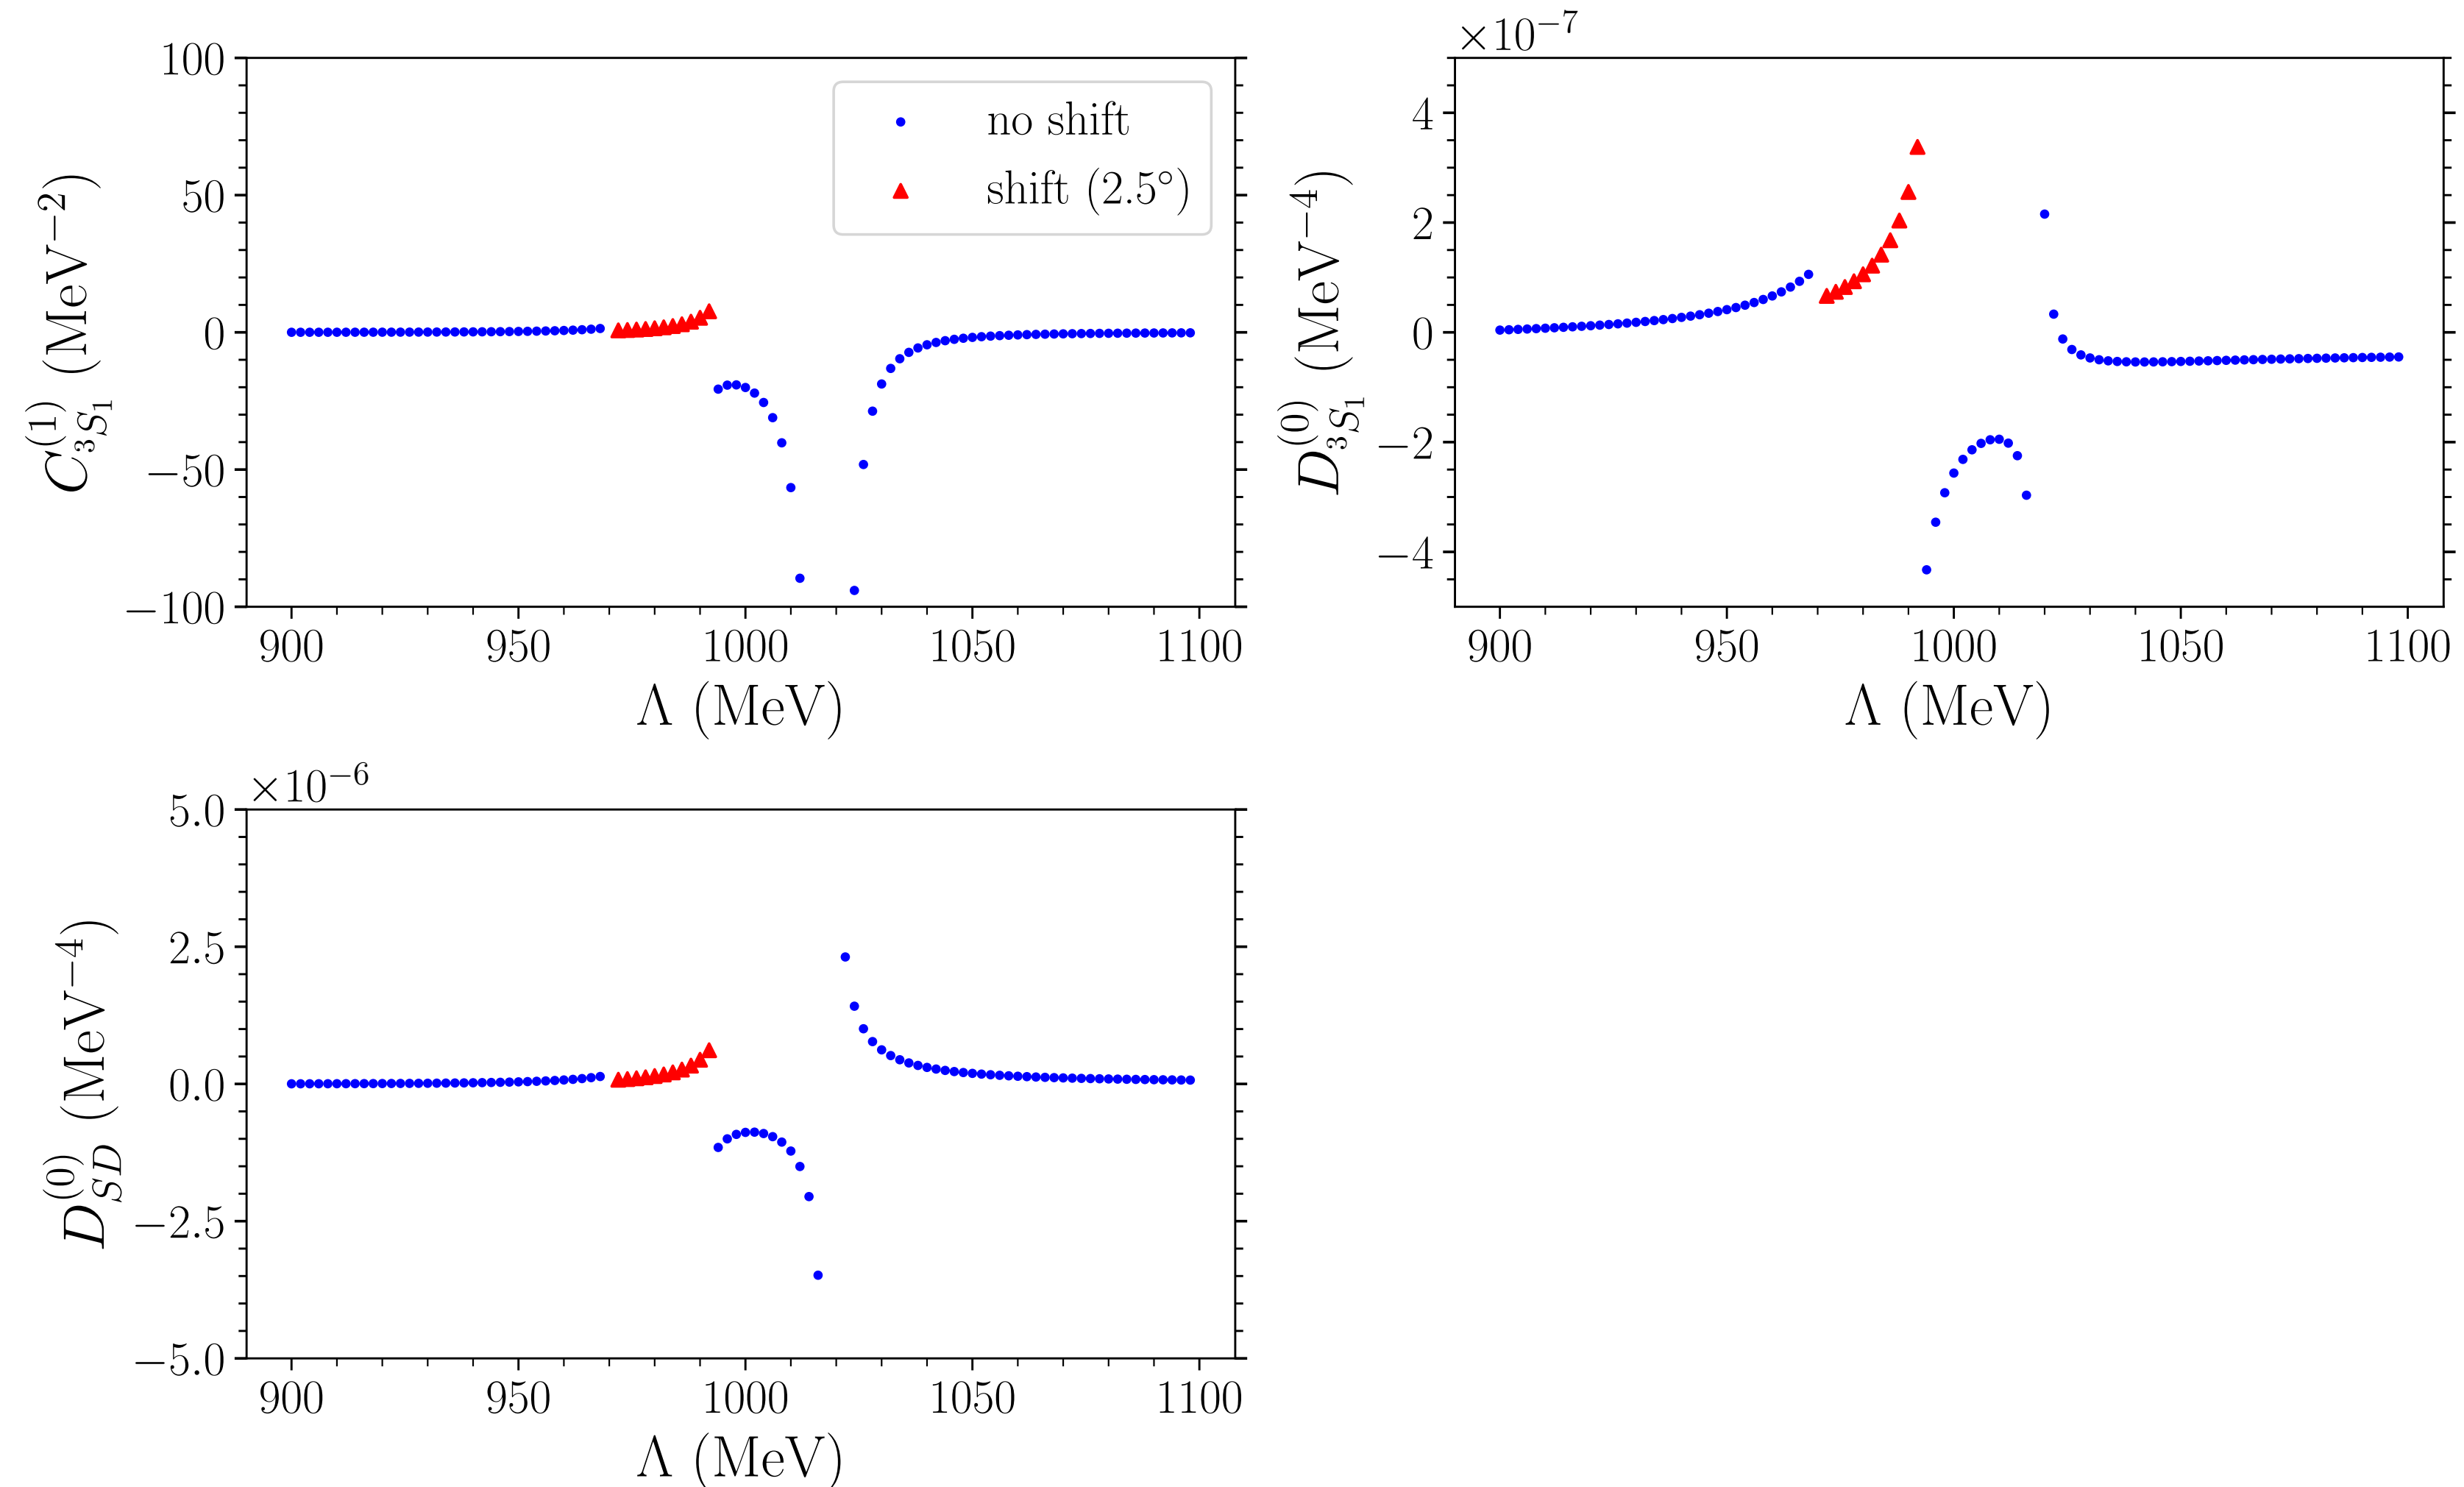 100
50
0
−50
−100
C^{(1)}_{^3S_1} (MeV^{−2})
no shift
shift (2.5°)
900 950 1000 1050 1100
Λ (MeV)
×10^{−7}
4
2
0
−2
−4
D^{(0)}_{^3S_1} (MeV^{−4})
900 950 1000 1050 1100
Λ (MeV)
×10^{−6}
5.0
2.5
0.0
−2.5
−5.0
D^{(0)}_{SD} (MeV^{−4})
900 950 1000 1050 1100
Λ (MeV)